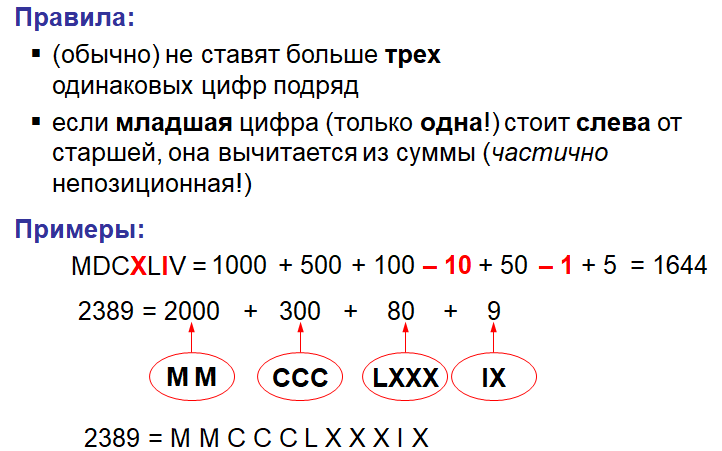 Правила:
▪ (обычно) не ставят больше трех
одинаковых цифр подряд
▪ если младшая цифра (только одна!) стоит слева от
старшей, она вычитается из суммы (частично
непозиционная!)
Примеры:
MDCXLIV = 1000 + 500 + 100 – 10 + 50 – 1 + 5 = 1644
2389 = 2000 + 300 + 80 + 9
M M CCC LXXX IX
2389 = M M C C C L X X X I X